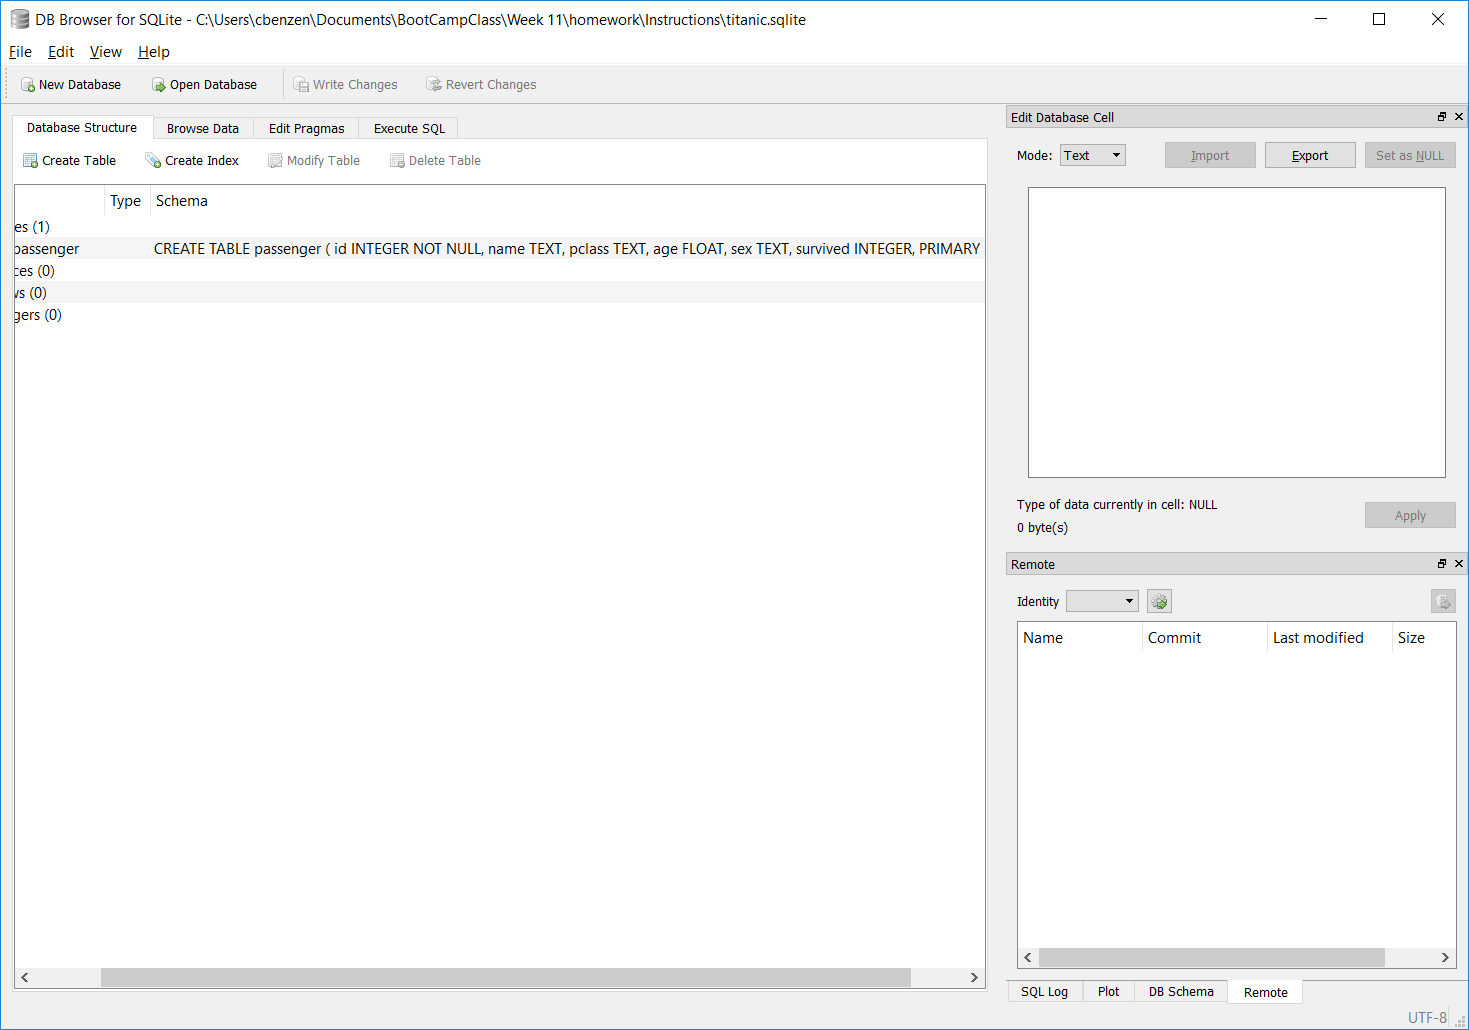 DB Browser for SQLite - C:\Users\cbenzen\Documents\BootCampClass\Week 11\homework\Instructions\titanic.sqlite
File Edit View Help
New Database Open Database Write Changes Revert Changes
Database Structure Browse Data Edit Pragmas Execute SQL
Create Table Create Index Modify Table Delete Table
Type Schema
es (1)
passenger CREATE TABLE passenger ( id INTEGER NOT NULL, name TEXT, pclass TEXT, age FLOAT, sex TEXT, survived INTEGER, PRIMARY
ces (0)
ws (0)
gers (0)
Edit Database Cell
Mode: Text Import Export Set as NULL
Type of data currently in cell: NULL
0 byte(s)
Apply
Remote
Identity
Name Commit Last modified Size
SQL Log Plot DB Schema Remote
UTF-8